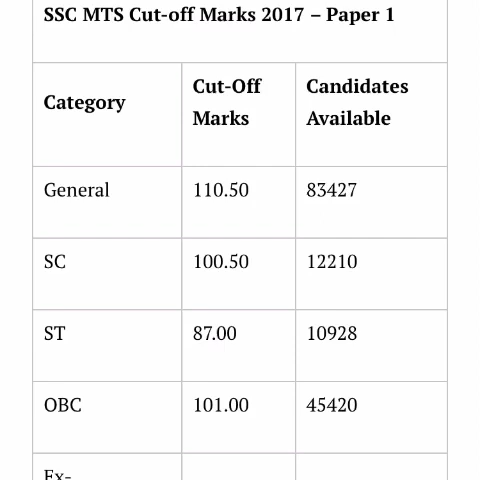 SSC MTS Cut-off Marks 2017 – Paper 1
Category Cut-Off Marks Candidates Available
General 110.50 83427
SC 100.50 12210
ST 87.00 10928
OBC 101.00 45420
Ex-